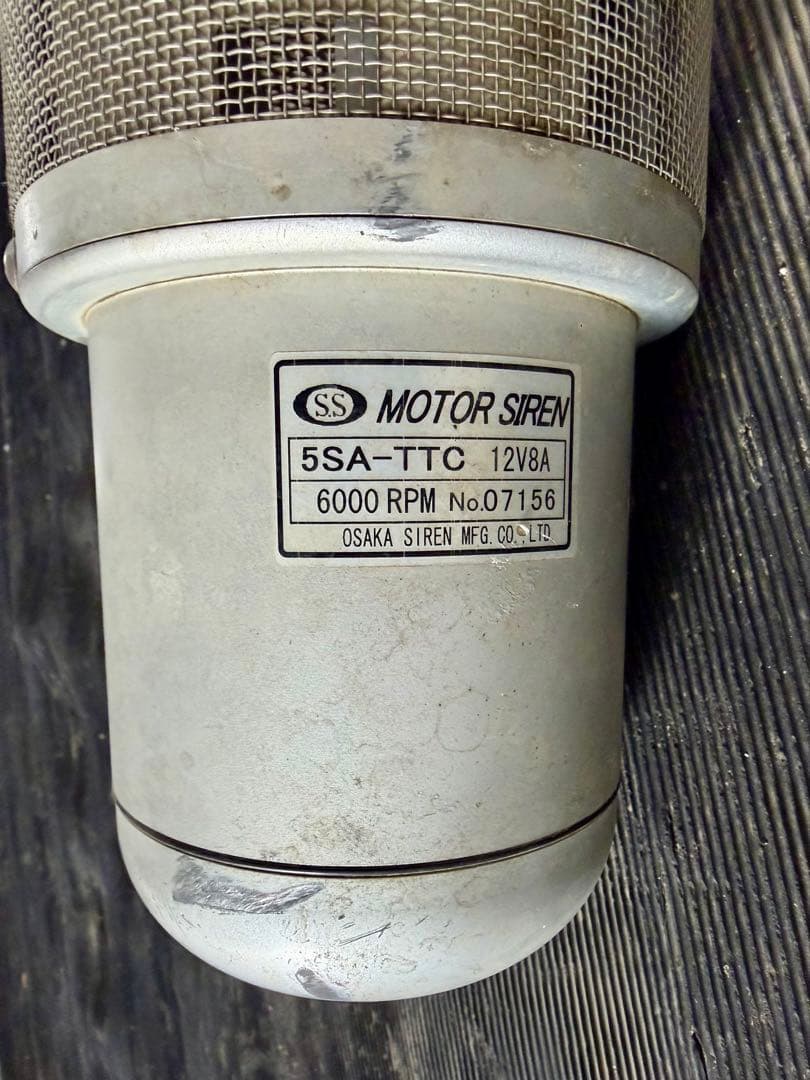 S.S MOTOR SIREN
5SA-TTC 12V8A
6000 RPM No.07156
OSAKA SIREN MFG. CO.,LTD